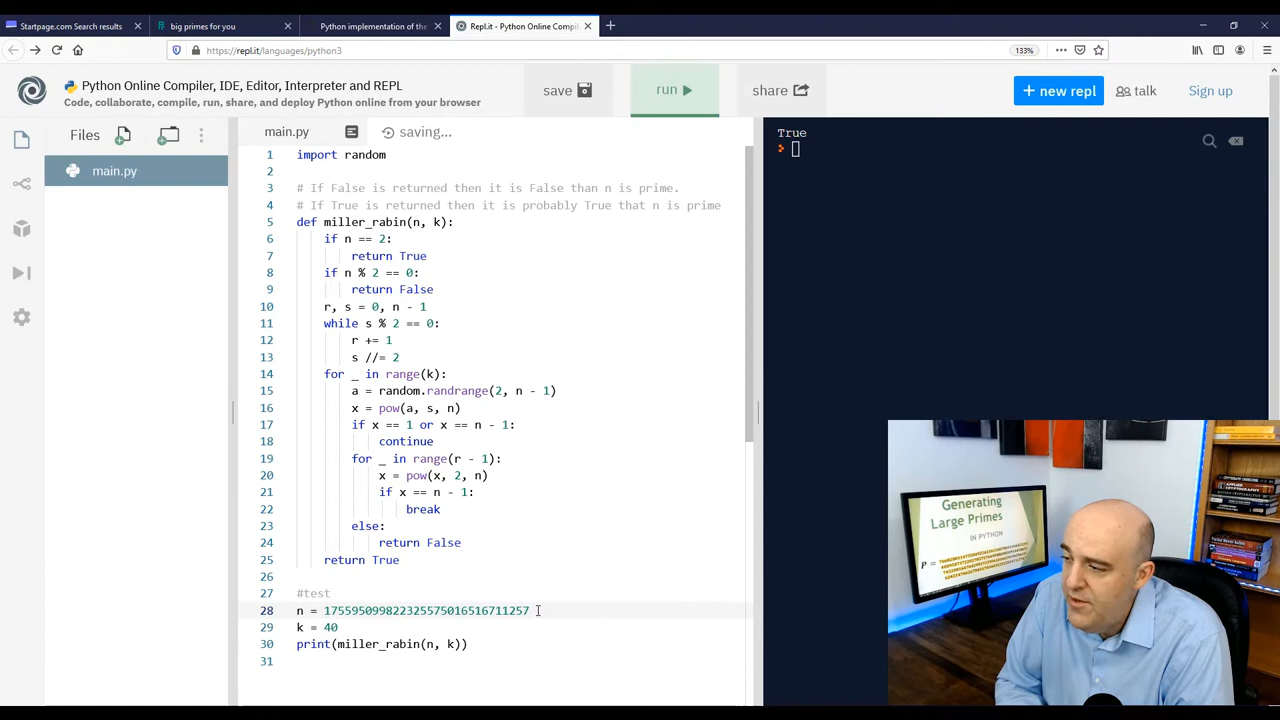 Startpage.com Search results
big primes for you
Python implementation of the
Repl.it - Python Online Compil
https://repl.it/languages/python3
133%
Python Online Compiler, IDE, Editor, Interpreter and REPL
Code, collaborate, compile, run, share, and deploy Python online from your browser
save
run
share
+ new repl
talk
Sign up
Files
main.py
saving...
main.py
1 import random
2
3 # If False is returned then it is False than n is prime.
4 # If True is returned then it is probably True that n is prime
5 def miller_rabin(n, k):
6 if n == 2:
7 return True
8 if n % 2 == 0:
9 return False
10 r, s = 0, n - 1
11 while s % 2 == 0:
12 r += 1
13 s //= 2
14 for _ in range(k):
15 a = random.randrange(2, n - 1)
16 x = pow(a, s, n)
17 if x == 1 or x == n - 1:
18 continue
19 for _ in range(r - 1):
20 x = pow(x, 2, n)
21 if x == n - 1:
22 break
23 else:
24 return False
25 return True
26
27 #test
28 n = 175595099822325575016516711257
29 k = 40
30 print(miller_rabin(n, k))
31
True
Generating
Large Primes
IN PYTHON
P =
APPLIED
CRYPTOGRAPHY